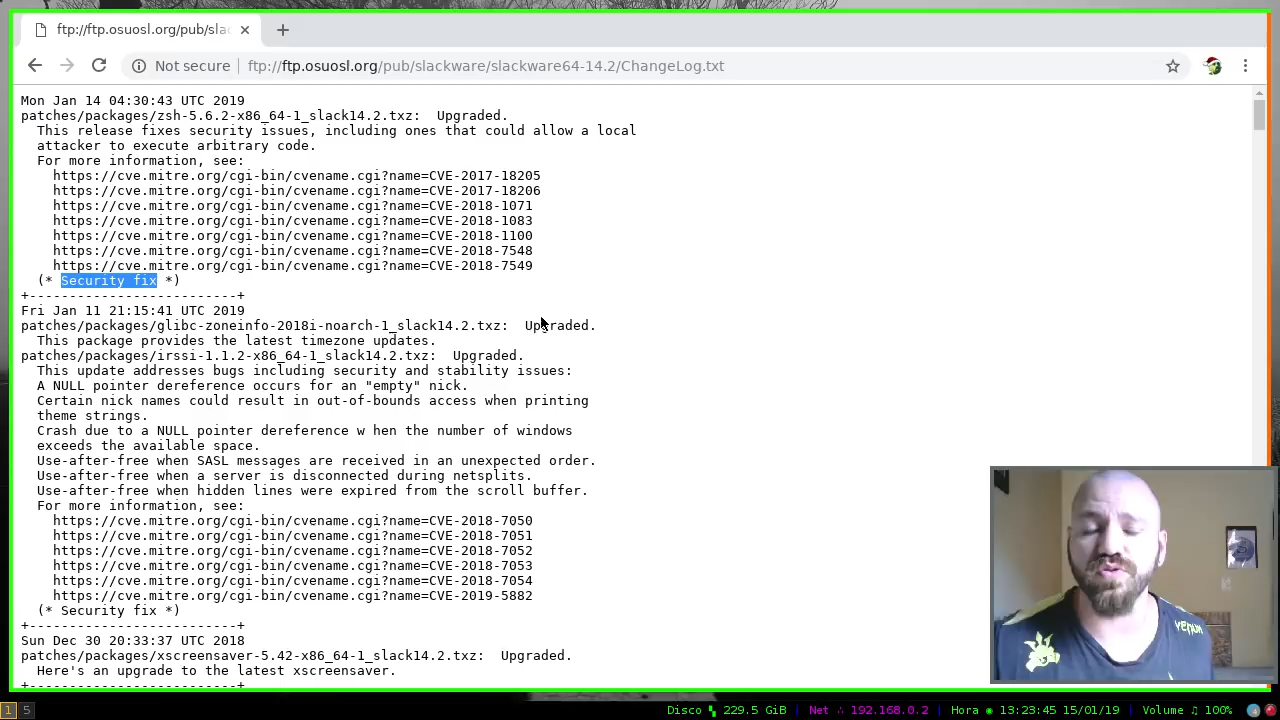 ftp://ftp.osuosl.org/pub/sla
Not secure
ftp://ftp.osuosl.org/pub/slackware/slackware64-14.2/ChangeLog.txt
Mon Jan 14 04:30:43 UTC 2019
patches/packages/zsh-5.6.2-x86_64-1_slack14.2.txz:  Upgraded.
  This release fixes security issues, including ones that could allow a local
  attacker to execute arbitrary code.
  For more information, see:
    https://cve.mitre.org/cgi-bin/cvename.cgi?name=CVE-2017-18205
    https://cve.mitre.org/cgi-bin/cvename.cgi?name=CVE-2017-18206
    https://cve.mitre.org/cgi-bin/cvename.cgi?name=CVE-2018-1071
    https://cve.mitre.org/cgi-bin/cvename.cgi?name=CVE-2018-1083
    https://cve.mitre.org/cgi-bin/cvename.cgi?name=CVE-2018-1100
    https://cve.mitre.org/cgi-bin/cvename.cgi?name=CVE-2018-7548
    https://cve.mitre.org/cgi-bin/cvename.cgi?name=CVE-2018-7549
  (* Security fix *)
+--------------------------+
Fri Jan 11 21:15:41 UTC 2019
patches/packages/glibc-zoneinfo-2018i-noarch-1_slack14.2.txz:  Upgraded.
  This package provides the latest timezone updates.
patches/packages/irssi-1.1.2-x86_64-1_slack14.2.txz:  Upgraded.
  This update addresses bugs including security and stability issues:
  A NULL pointer dereference occurs for an "empty" nick.
  Certain nick names could result in out-of-bounds access when printing
  theme strings.
  Crash due to a NULL pointer dereference w hen the number of windows
  exceeds the available space.
  Use-after-free when SASL messages are received in an unexpected order.
  Use-after-free when a server is disconnected during netsplits.
  Use-after-free when hidden lines were expired from the scroll buffer.
  For more information, see:
    https://cve.mitre.org/cgi-bin/cvename.cgi?name=CVE-2018-7050
    https://cve.mitre.org/cgi-bin/cvename.cgi?name=CVE-2018-7051
    https://cve.mitre.org/cgi-bin/cvename.cgi?name=CVE-2018-7052
    https://cve.mitre.org/cgi-bin/cvename.cgi?name=CVE-2018-7053
    https://cve.mitre.org/cgi-bin/cvename.cgi?name=CVE-2018-7054
    https://cve.mitre.org/cgi-bin/cvename.cgi?name=CVE-2019-5882
  (* Security fix *)
+--------------------------+
Sun Dec 30 20:33:37 UTC 2018
patches/packages/xscreensaver-5.42-x86_64-1_slack14.2.txz:  Upgraded.
  Here's an upgrade to the latest xscreensaver.
+--------------------------+
venum
1 5
Disco 229.5 GiB | Net 192.168.0.2 | Hora 13:23:45 15/01/19 | Volume ♫ 100%